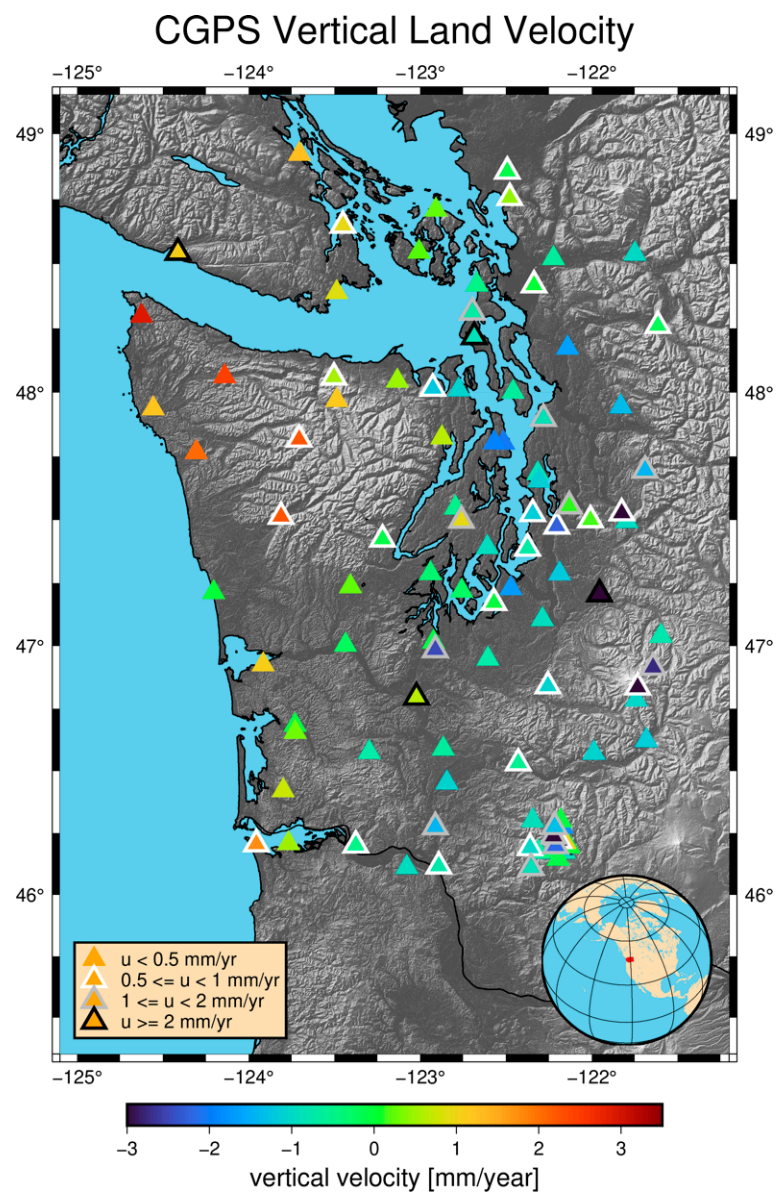 CGPS Vertical Land Velocity
−125° −124° −123° −122°
49° 49°
48° 48°
47° 47°
46° 46°
u < 0.5 mm/yr
0.5 <= u < 1 mm/yr
1 <= u < 2 mm/yr
u >= 2 mm/yr
−125° −124° −123° −122°
−3 −2 −1 0 1 2 3
vertical velocity [mm/year]